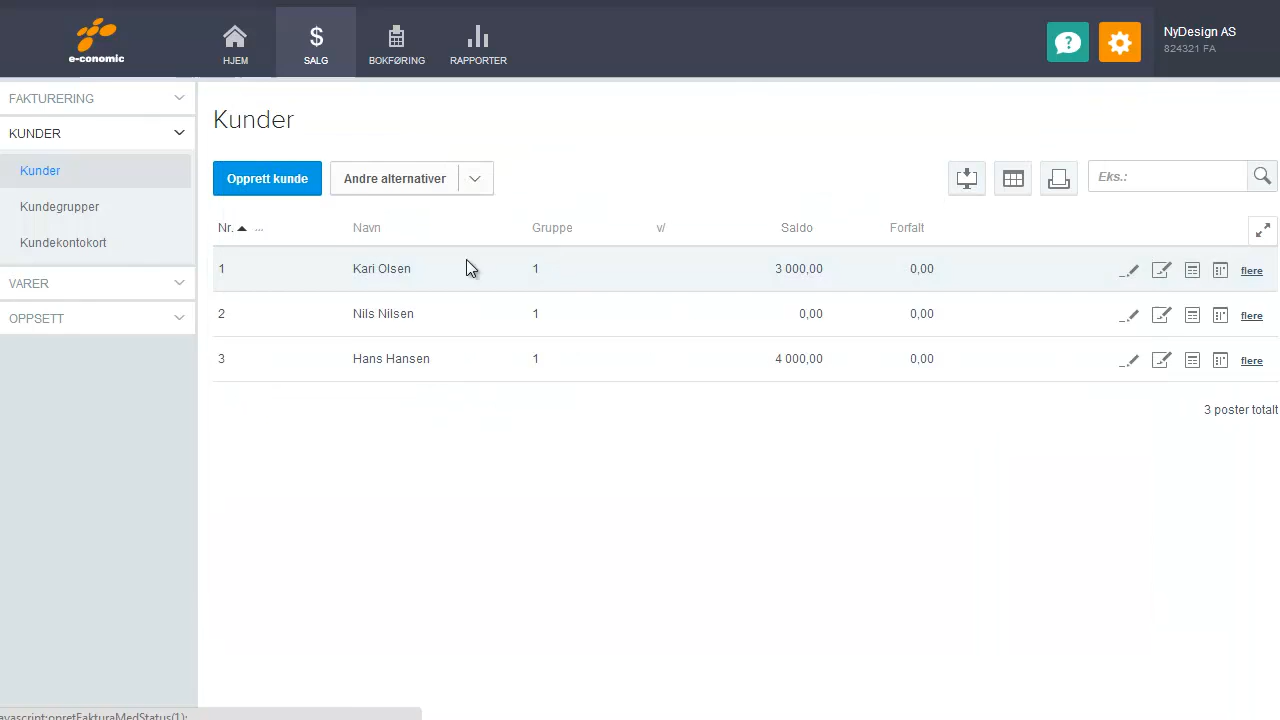 e-conomic
HJEM
$
SALG
BOKFØRING
RAPPORTER
?
NyDesign AS
824321 FA
FAKTURERING
KUNDER
Kunder
Kundegrupper
Kundekontokort
VARER
OPPSETT
Kunder
Opprett kunde
Andre alternativer
Eks.:
Nr. ... Navn Gruppe v/ Saldo Forfalt
1 Kari Olsen 1 3 000,00 0,00 flere
2 Nils Nilsen 1 0,00 0,00 flere
3 Hans Hansen 1 4 000,00 0,00 flere
3 poster totalt
avascript:opretFakturaMedStatus(1);